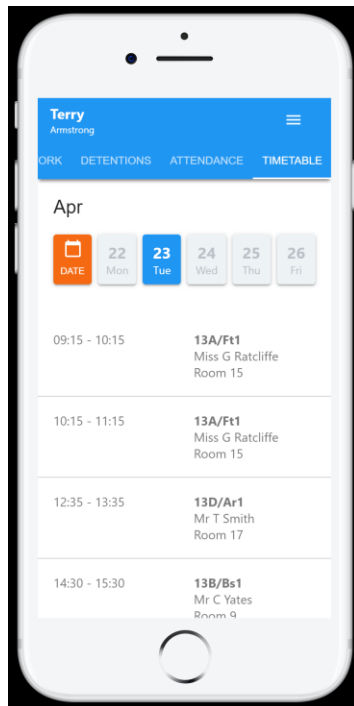 Terry
Armstrong
ORK DETENTIONS ATTENDANCE TIMETABLE
Apr
22 23 24 25 26
DATE Mon Tue Wed Thu Fri
09:15 - 10:15 13A/Ft1
Miss G Ratcliffe
Room 15
10:15 - 11:15 13A/Ft1
Miss G Ratcliffe
Room 15
12:35 - 13:35 13D/Ar1
Mr T Smith
Room 17
14:30 - 15:30 13B/Bs1
Mr C Yates
Room 9